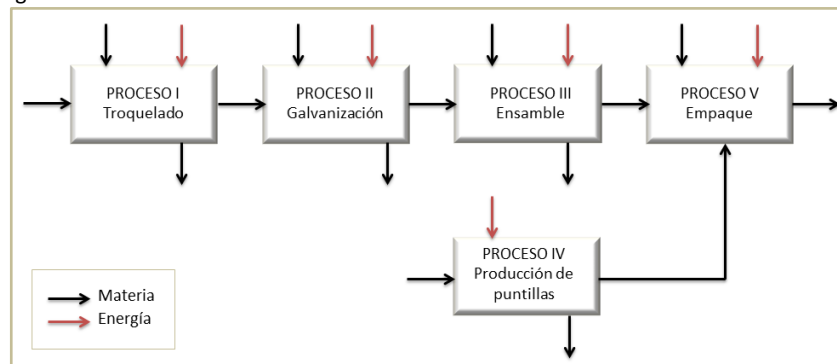 PROCESO I
Troquelado
PROCESO II
Galvanización
PROCESO III
Ensamble
PROCESO V
Empaque
PROCESO IV
Producción de
puntillas
Materia
Energía